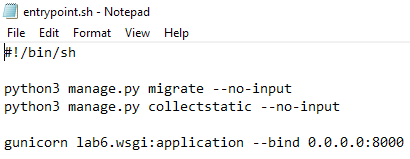 entrypoint.sh - Notepad
File Edit Format View Help
#!/bin/sh
python3 manage.py migrate --no-input
python3 manage.py collectstatic --no-input
gunicorn lab6.wsgi:application --bind 0.0.0.0:8000